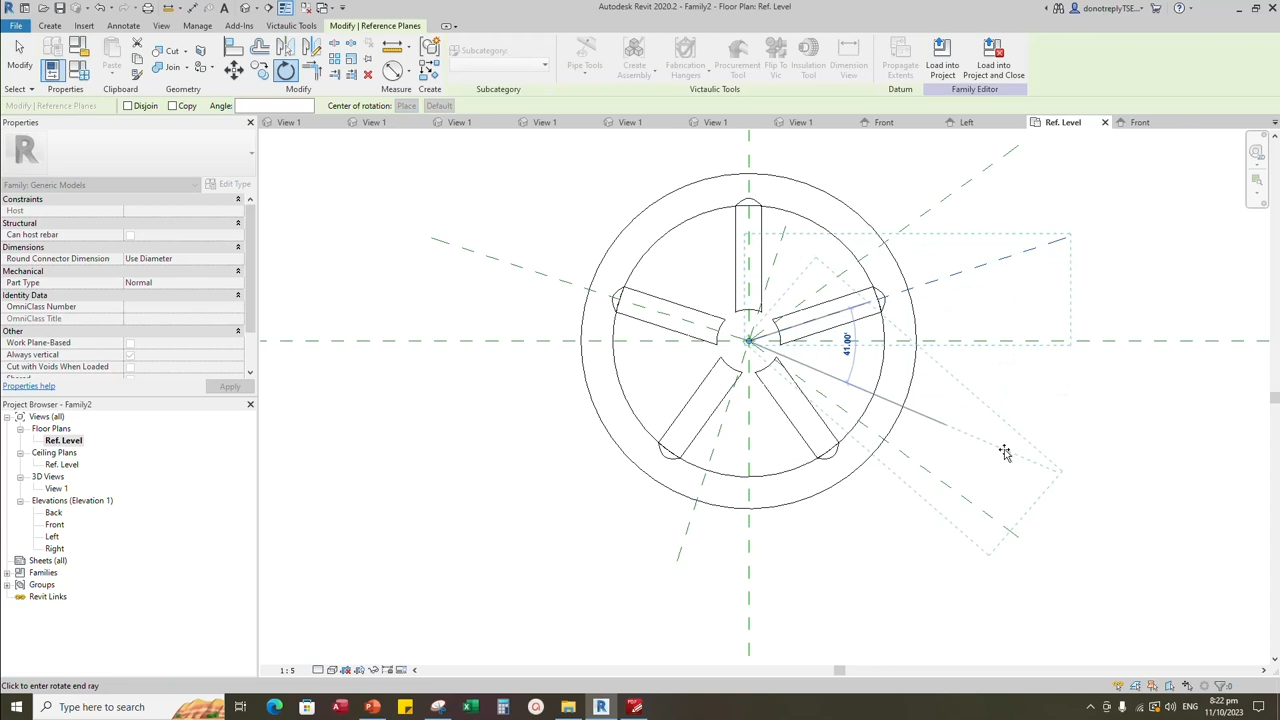 Autodesk Revit 2020.2 - Family2 - Floor Plan: Ref. Level
donotreplyTSE...
File Create Insert Annotate View Manage Add-Ins Victaulic Tools Modify | Reference Planes
Modify Paste Cut Join
Subcategory:
Pipe Tools Create Assembly Fabrication Hangers Procurement Tool Flip To Vic Insulation Tool Dimension View Propagate Extents Load into Project Load into Project and Close
Select Properties Clipboard Geometry Modify Measure Create Subcategory Victaulic Tools Datum Family Editor
Modify | Reference Planes Disjoin Copy Angle: Center of rotation: Place Default
Properties
View 1 View 1 View 1 View 1 View 1 View 1 View 1 Front Left Ref. Level Front
Family: Generic Models Edit Type
Constraints
Host
Structural
Can host rebar
Dimensions
Round Connector Dimension Use Diameter
Mechanical
Part Type Normal
Identity Data
OmniClass Number
OmniClass Title
Other
Work Plane-Based
Always vertical
Cut with Voids When Loaded
Properties help Apply
41.00°
Project Browser - Family2
Views (all)
Floor Plans
Ref. Level
Ceiling Plans
Ref. Level
3D Views
View 1
Elevations (Elevation 1)
Back
Front
Left
Right
Sheets (all)
Families
Groups
Revit Links
1 : 5
Click to enter rotate end ray
:0
Type here to search
ENG
8:22 pm
11/10/2023